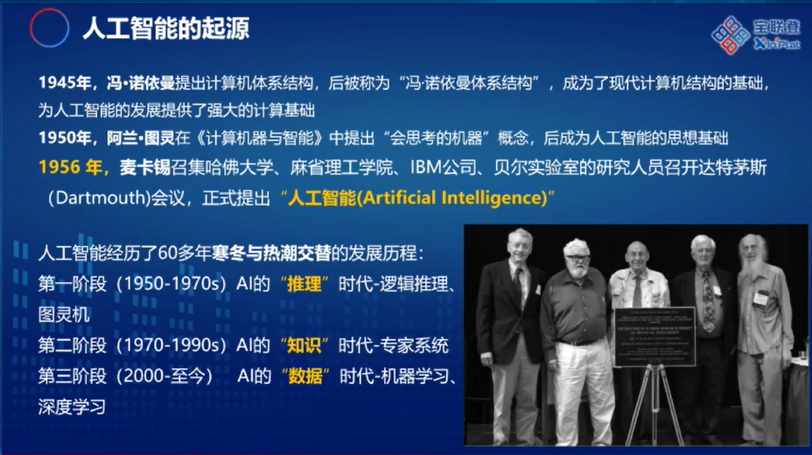 人工智能的起源
宝联登
XinPlat
1945年，冯•诺依曼提出计算机体系结构，后被称为“冯·诺依曼体系结构”，成为了现代计算机结构的基础，
为人工智能的发展提供了强大的计算基础
1950年，阿兰•图灵在《计算机器与智能》中提出“会思考的机器”概念，后成为人工智能的思想基础
1956 年，麦卡锡召集哈佛大学、麻省理工学院、IBM公司、贝尔实验室的研究人员召开达特茅斯
（Dartmouth)会议，正式提出“人工智能(Artificial Intelligence)”
人工智能经历了60多年寒冬与热潮交替的发展历程：
第一阶段（1950-1970s）AI的“推理”时代-逻辑推理、
图灵机
第二阶段（1970-1990s）AI的“知识”时代-专家系统
第三阶段（2000-至今） AI的“数据”时代-机器学习、
深度学习